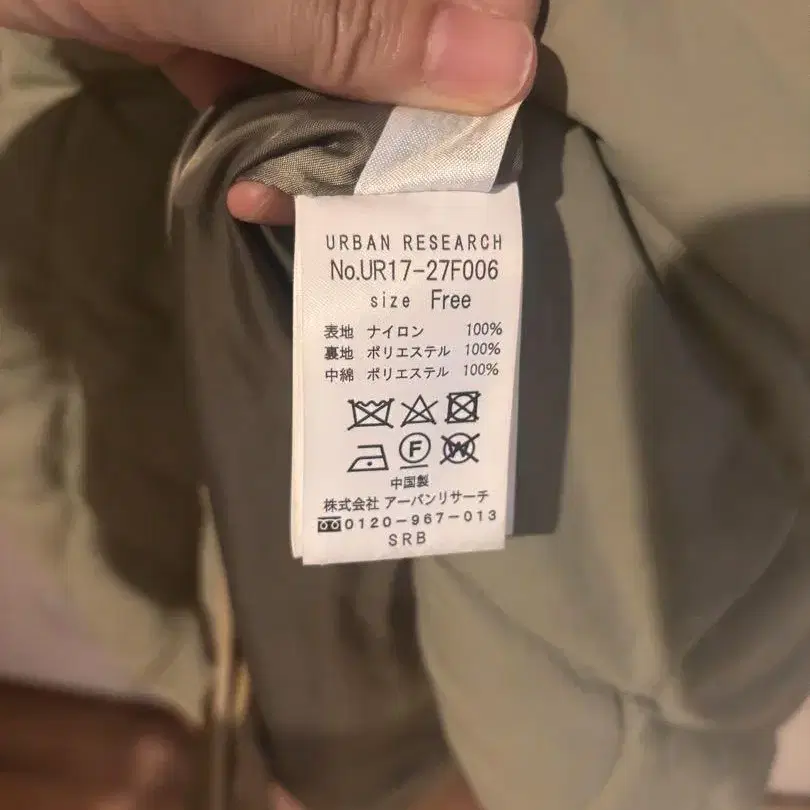 URBAN RESEARCH
No.UR17-27F006
size Free
表地 ナイロン 100%
裏地 ポリエステル 100%
中綿 ポリエステル 100%
F W
中国製
株式会社 アーバンリサーチ
0120-967-013
SRB